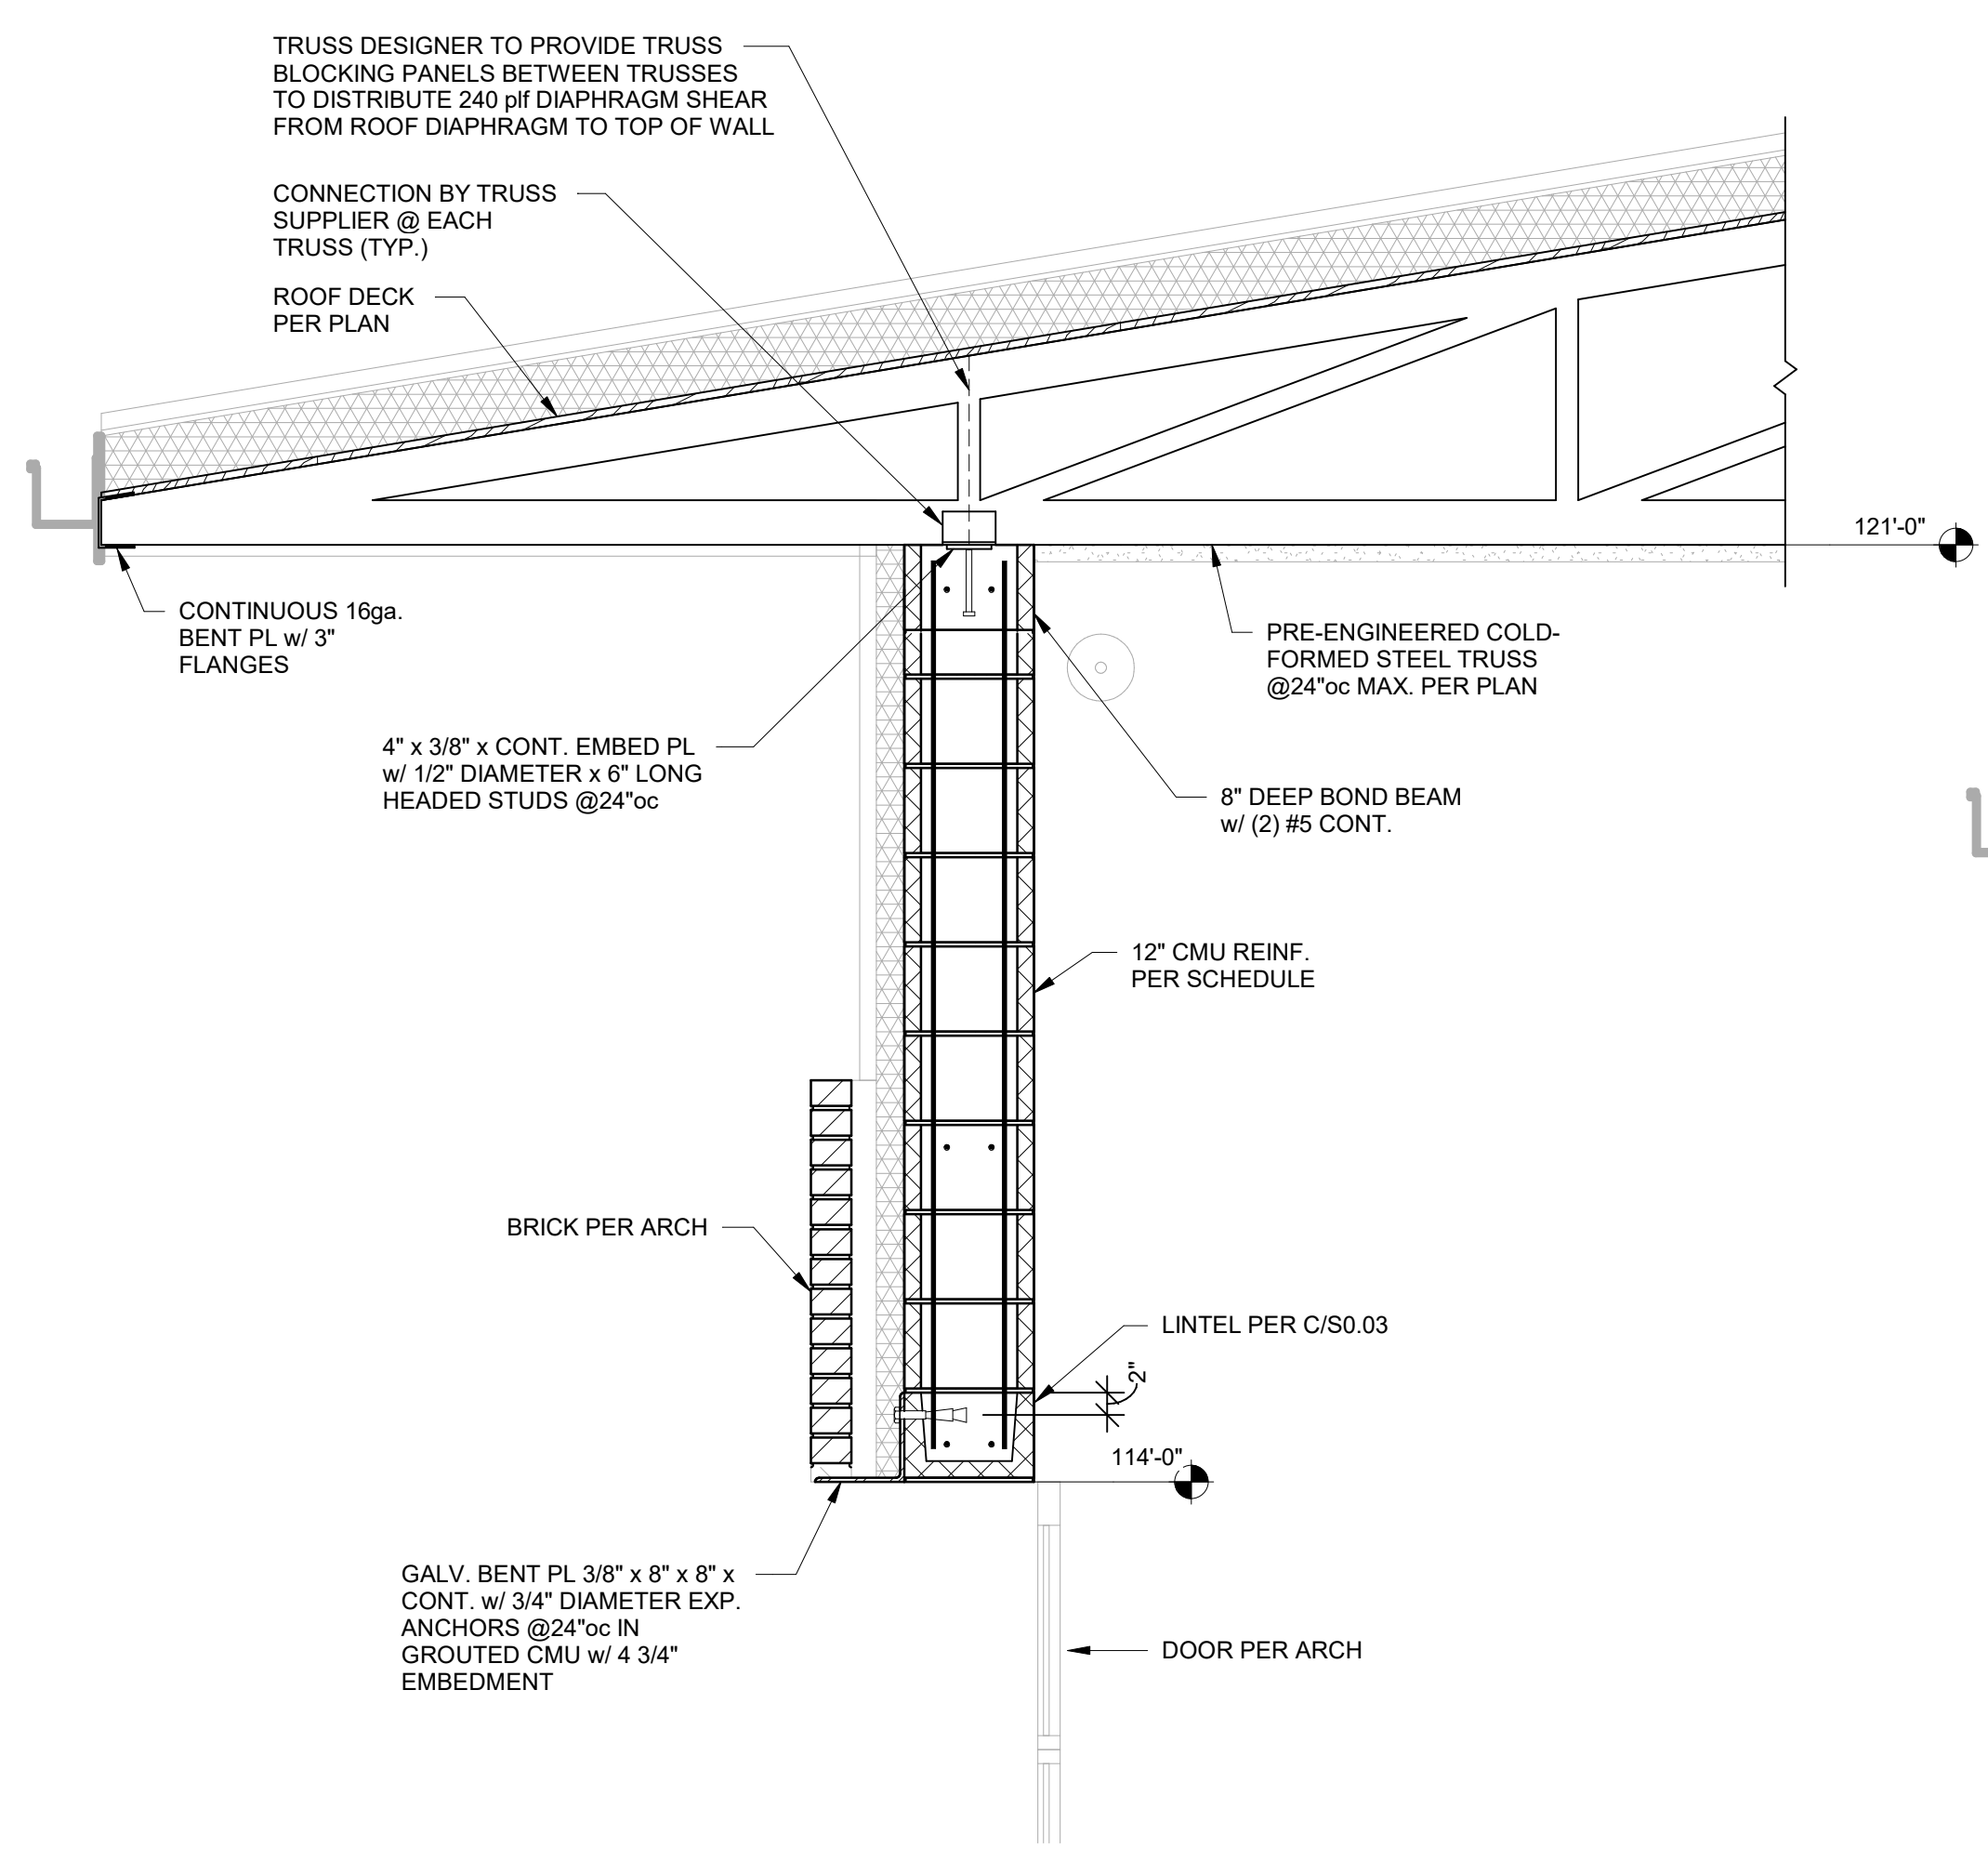 TRUSS DESIGNER TO PROVIDE TRUSS
BLOCKING PANELS BETWEEN TRUSSES
TO DISTRIBUTE 240 plf DIAPHRAGM SHEAR
FROM ROOF DIAPHRAGM TO TOP OF WALL
CONNECTION BY TRUSS
SUPPLIER @ EACH
TRUSS (TYP.)
ROOF DECK
PER PLAN
121'-0"
CONTINUOUS 16ga.
BENT PL w/ 3"
FLANGES
PRE-ENGINEERED COLD-
FORMED STEEL TRUSS
@24"oc MAX. PER PLAN
4" x 3/8" x CONT. EMBED PL
w/ 1/2" DIAMETER x 6" LONG
HEADED STUDS @24"oc
8" DEEP BOND BEAM
w/ (2) #5 CONT.
12" CMU REINF.
PER SCHEDULE
BRICK PER ARCH
LINTEL PER C/S0.03
2"
114'-0"
GALV. BENT PL 3/8" x 8" x 8" x
CONT. w/ 3/4" DIAMETER EXP.
ANCHORS @24"oc IN
GROUTED CMU w/ 4 3/4"
EMBEDMENT
DOOR PER ARCH